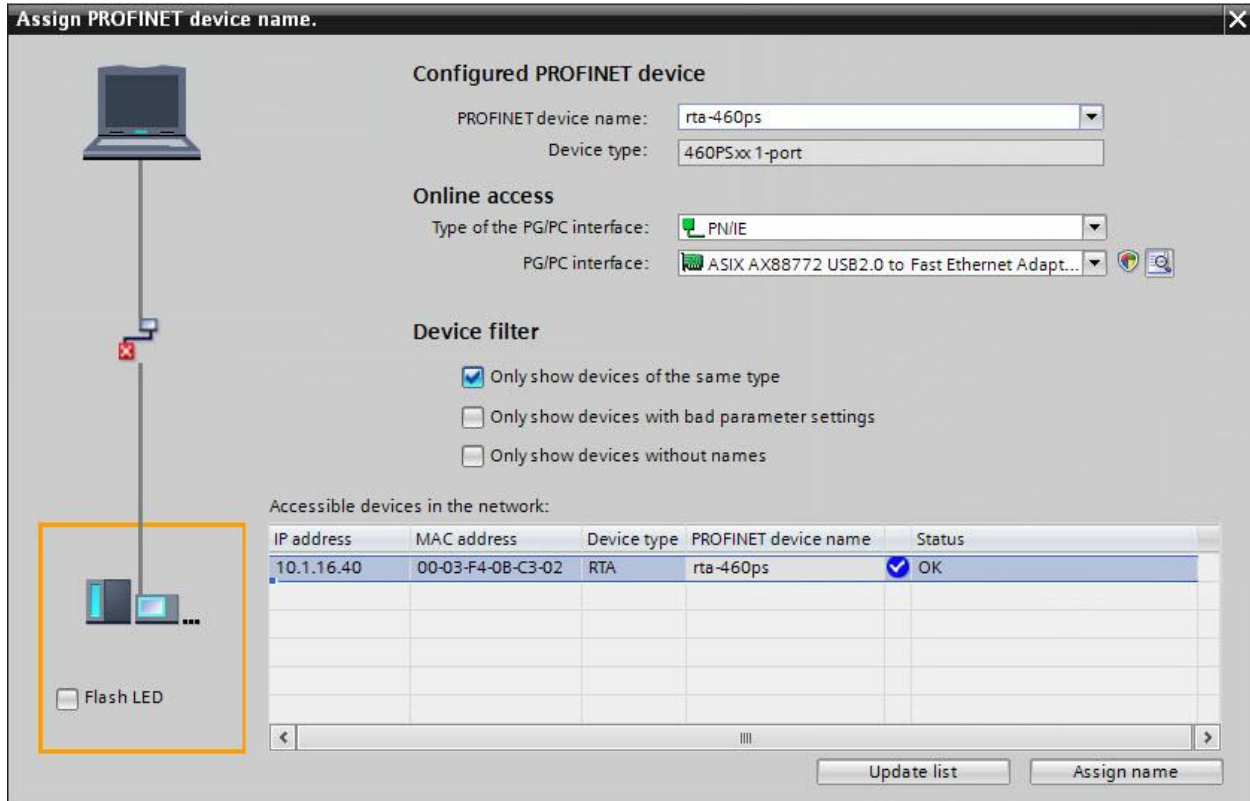 Assign PROFINET device name.
Configured PROFINET device
PROFINET device name: rta-460ps
Device type: 460PSxx 1-port
Online access
Type of the PG/PC interface: PN/IE
PG/PC interface: ASIX AX88772 USB2.0 to Fast Ethernet Adapt...
Device filter
Only show devices of the same type
Only show devices with bad parameter settings
Only show devices without names
Accessible devices in the network:
IP address MAC address Device type PROFINET device name Status
10.1.16.40 00-03-F4-0B-C3-02 RTA rta-460ps OK
Flash LED
Update list Assign name